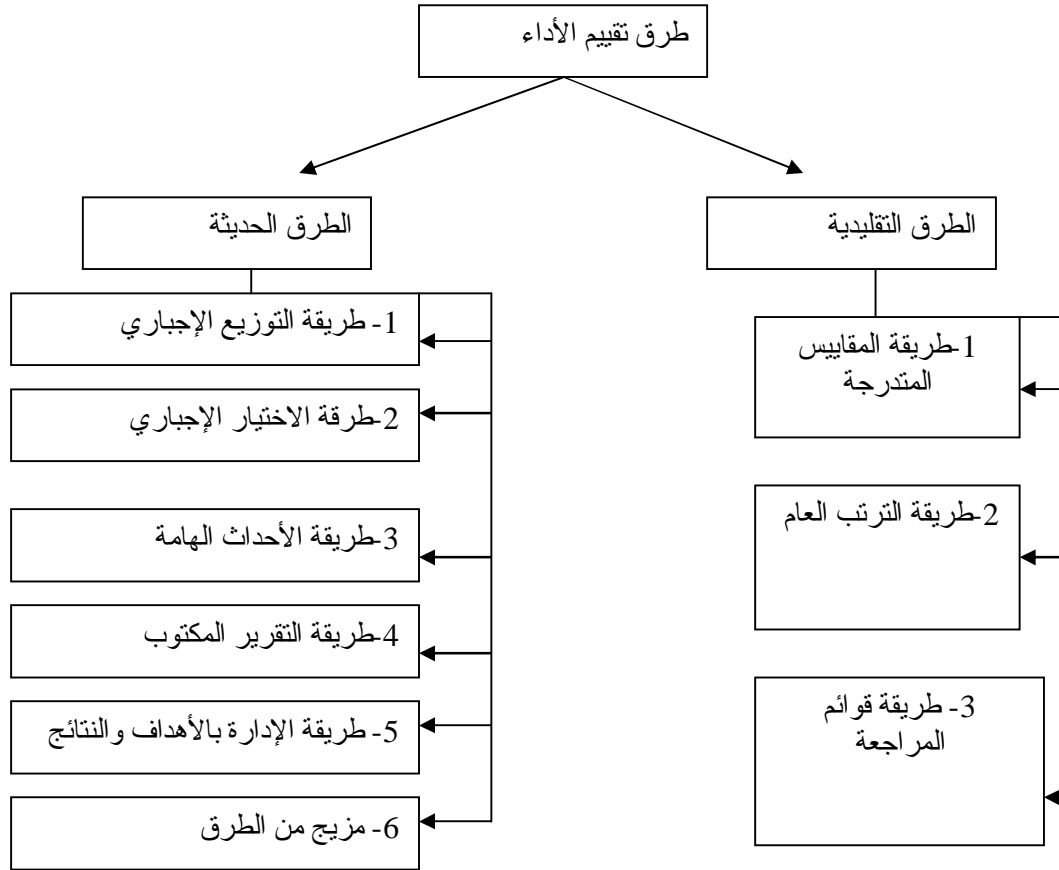 طرق تقييم الأداء
الطرق التقليدية
1-طريقة المقاييس
المتدرجة
2-طريقة الترتب العام
3- طريقة قوائم
المراجعة
الطرق الحديثة
1- طريقة التوزيع الإجباري
2-طرقة الاختيار الإجباري
3-طريقة الأحداث الهامة
4-طريقة التقرير المكتوب
5- طريقة الإدارة بالأهداف والنتائج
6- مزيج من الطرق